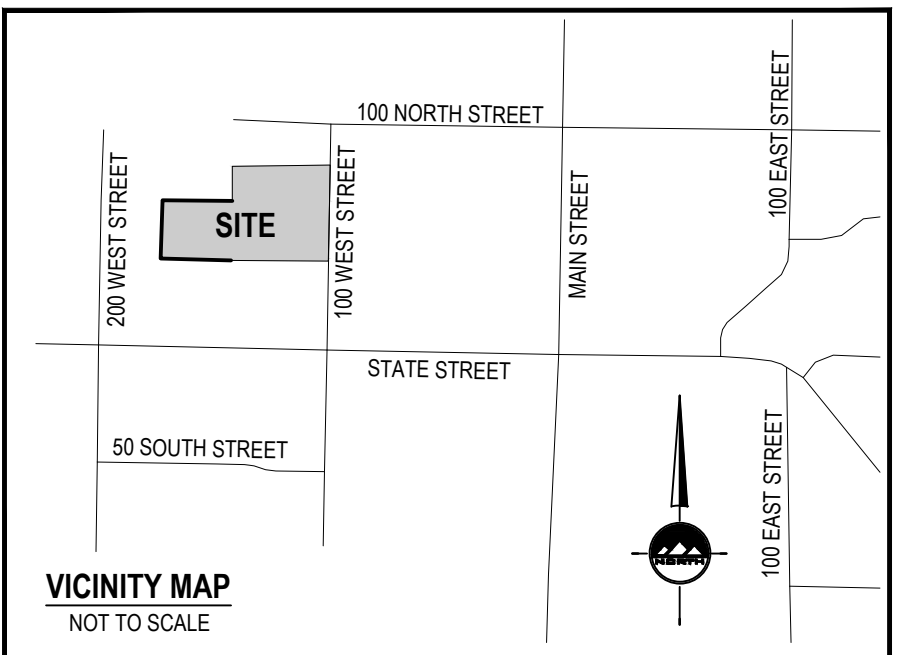 100 NORTH STREET
100 EAST STREET
200 WEST STREET
SITE
100 WEST STREET
MAIN STREET
STATE STREET
50 SOUTH STREET
100 EAST STREET
NORTH
VICINITY MAP
NOT TO SCALE